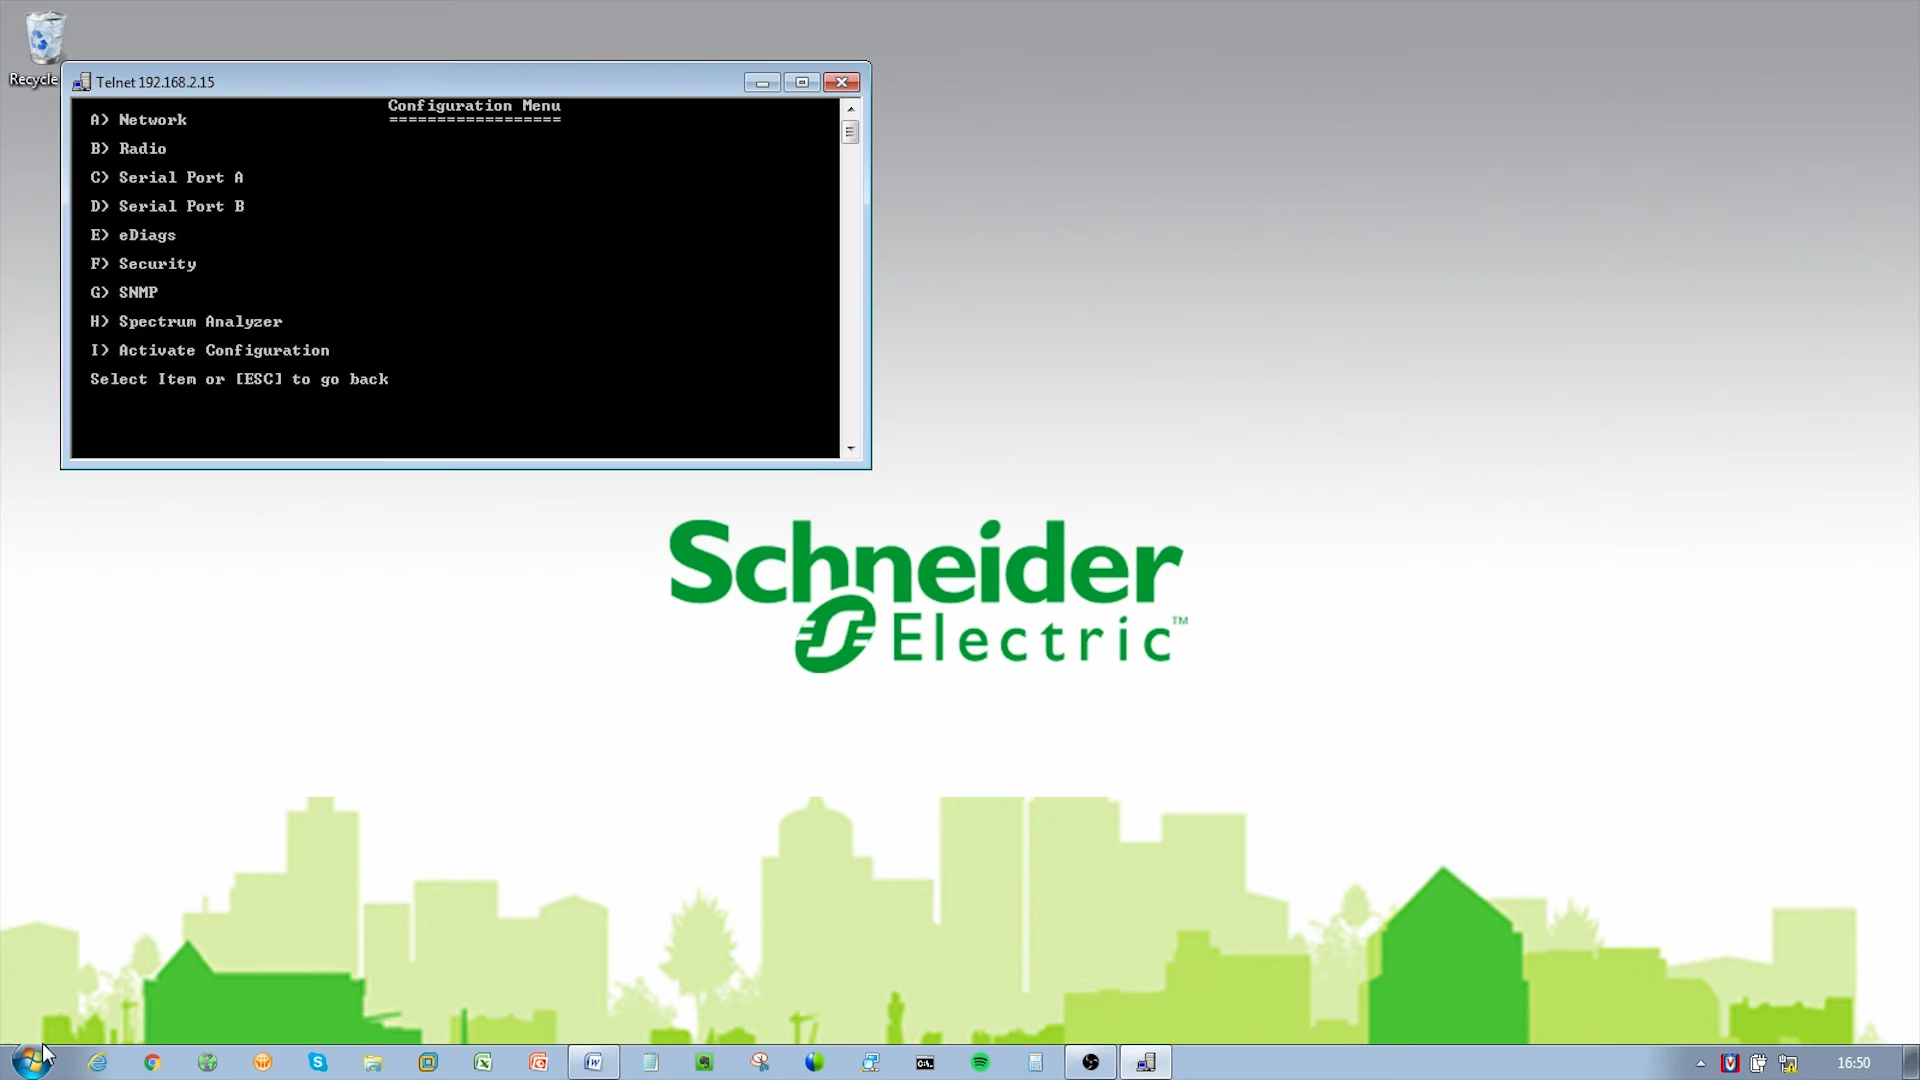 Recycle
Telnet 192.168.2.15
Configuration Menu
=================
A) Network
B) Radio
C) Serial Port A
D) Serial Port B
E) eDiags
F) Security
G) SNMP
H) Spectrum Analyzer
I) Activate Configuration
Select Item or [ESC] to go back
Schneider
Electric™
C:\.
16:50